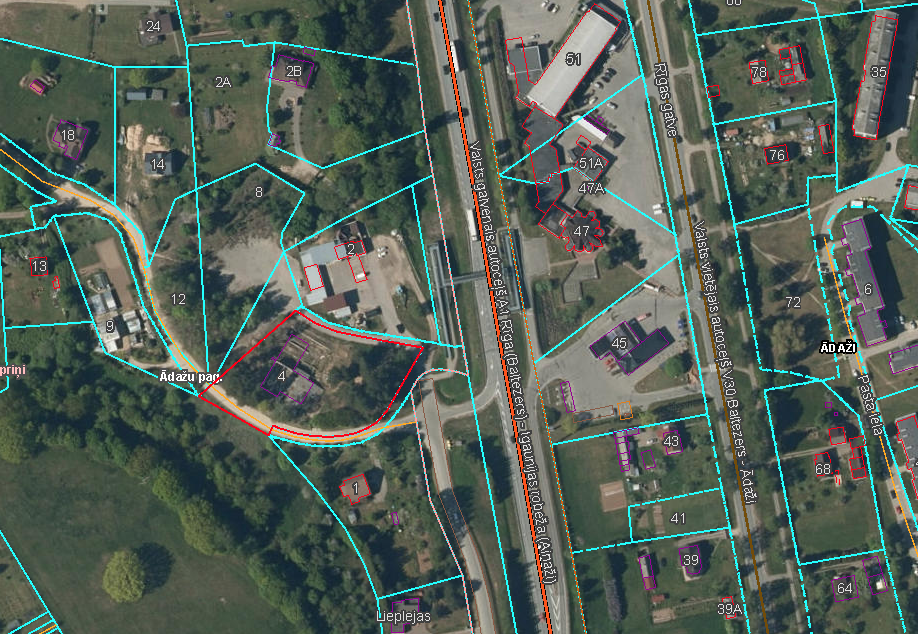 24
51
2A
2B
78
35
18
14
76
51A
47A
8
47
2
13
12
72
6
9
45
ĀDAŽI
priņi
Ādažu pag.
4
43
68
1
41
39
64
39A
Lieplejas
Rīgas gatve
Valsts galvenais autoceļš/A1 Rīga (Baltezers) - Igaunijas robeža (Ainaži)
Valsts vietējais autoceļš/V30 Baltezers - Ādaži
Pasta iela